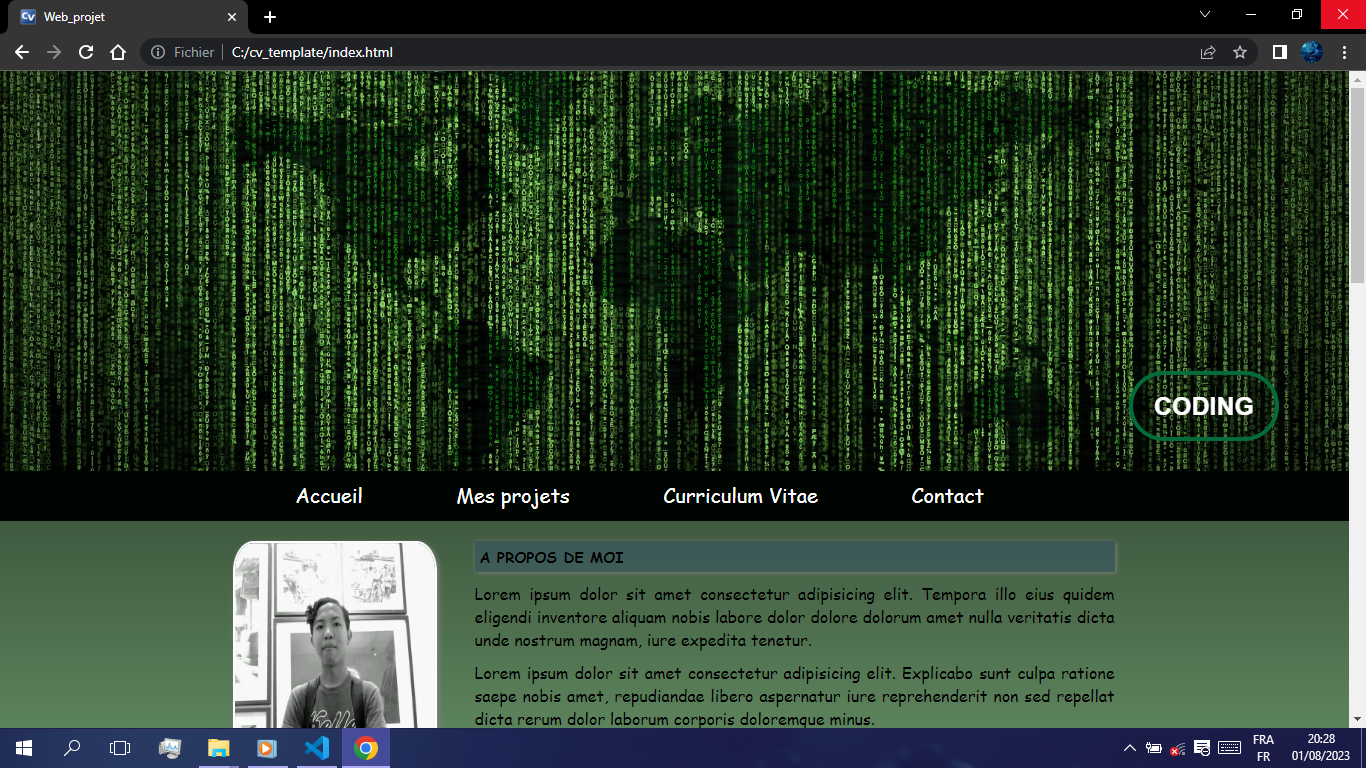 Cv Web_projet
Fichier C:/cv_template/index.html
CODING
Accueil Mes projets Curriculum Vitae Contact
A PROPOS DE MOI
Lorem ipsum dolor sit amet consectetur adipisicing elit. Tempora illo eius quidem
eligendi inventore aliquam nobis labore dolor dolore dolorum amet nulla veritatis dicta
unde nostrum magnam, iure expedita tenetur.
Lorem ipsum dolor sit amet consectetur adipisicing elit. Explicabo sunt culpa ratione
saepe nobis amet, repudiandae libero aspernatur iure reprehenderit non sed repellat
dicta rerum dolor laborum corporis doloremque minus.
FRA 20:28
FR 01/08/2023